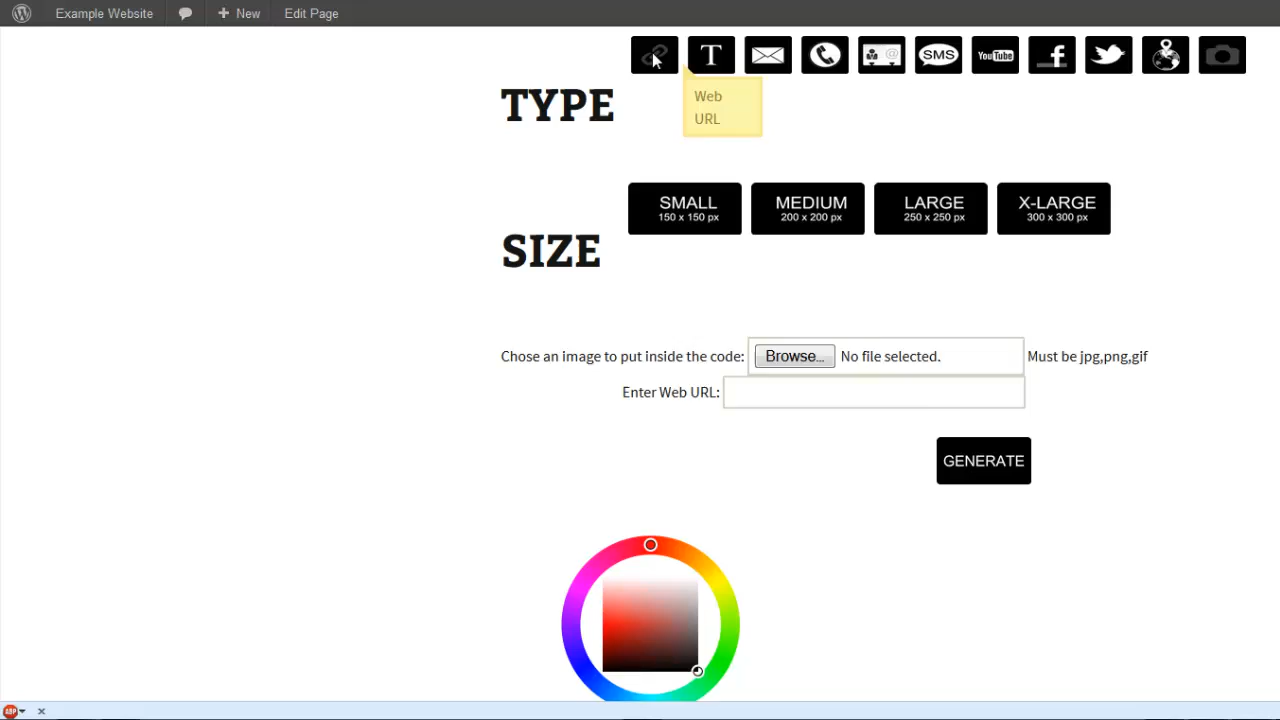 Example Website
New
Edit Page
T
SMS
YouTube
f
@
Web
URL
TYPE
SMALL
150 x 150 px
MEDIUM
200 x 200 px
LARGE
250 x 250 px
X-LARGE
300 x 300 px
SIZE
Chose an image to put inside the code: Browse... No file selected. Must be jpg,png,gif
Enter Web URL:
GENERATE
ABP